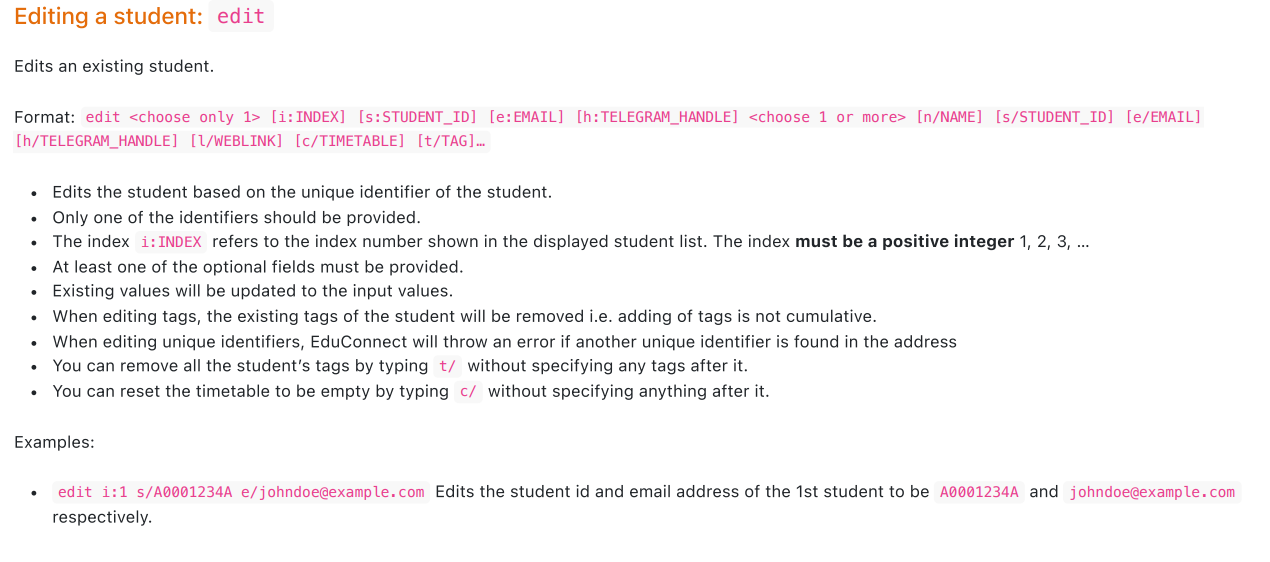 Editing a student: edit
Edits an existing student.
Format: edit <choose only 1> [i:INDEX] [s:STUDENT_ID] [e:EMAIL] [h:TELEGRAM_HANDLE] <choose 1 or more> [n/NAME] [s/STUDENT_ID] [e/EMAIL]
[h/TELEGRAM_HANDLE] [l/WEBLINK] [c/TIMETABLE] [t/TAG]…
• Edits the student based on the unique identifier of the student.
• Only one of the identifiers should be provided.
• The index i:INDEX refers to the index number shown in the displayed student list. The index must be a positive integer 1, 2, 3, …
• At least one of the optional fields must be provided.
• Existing values will be updated to the input values.
• When editing tags, the existing tags of the student will be removed i.e. adding of tags is not cumulative.
• When editing unique identifiers, EduConnect will throw an error if another unique identifier is found in the address
• You can remove all the student’s tags by typing t/ without specifying any tags after it.
• You can reset the timetable to be empty by typing c/ without specifying anything after it.
Examples:
• edit i:1 s/A0001234A e/johndoe@example.com Edits the student id and email address of the 1st student to be A0001234A and johndoe@example.com
respectively.